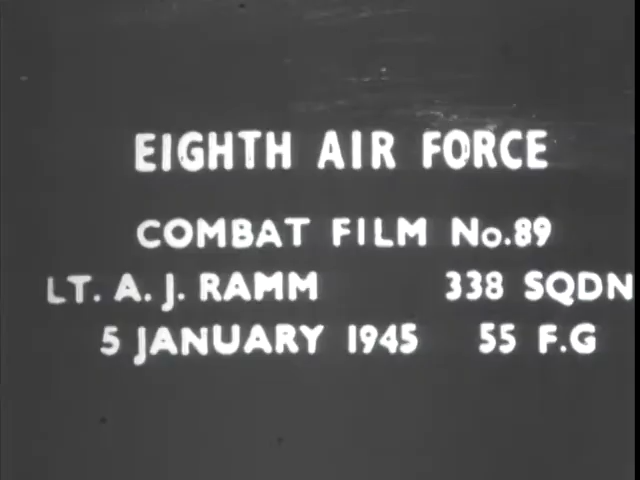 EIGHTH AIR FORCE
COMBAT FILM No.89
LT. A. J. RAMM 338 SQDN
5 JANUARY 1945 55 F.G